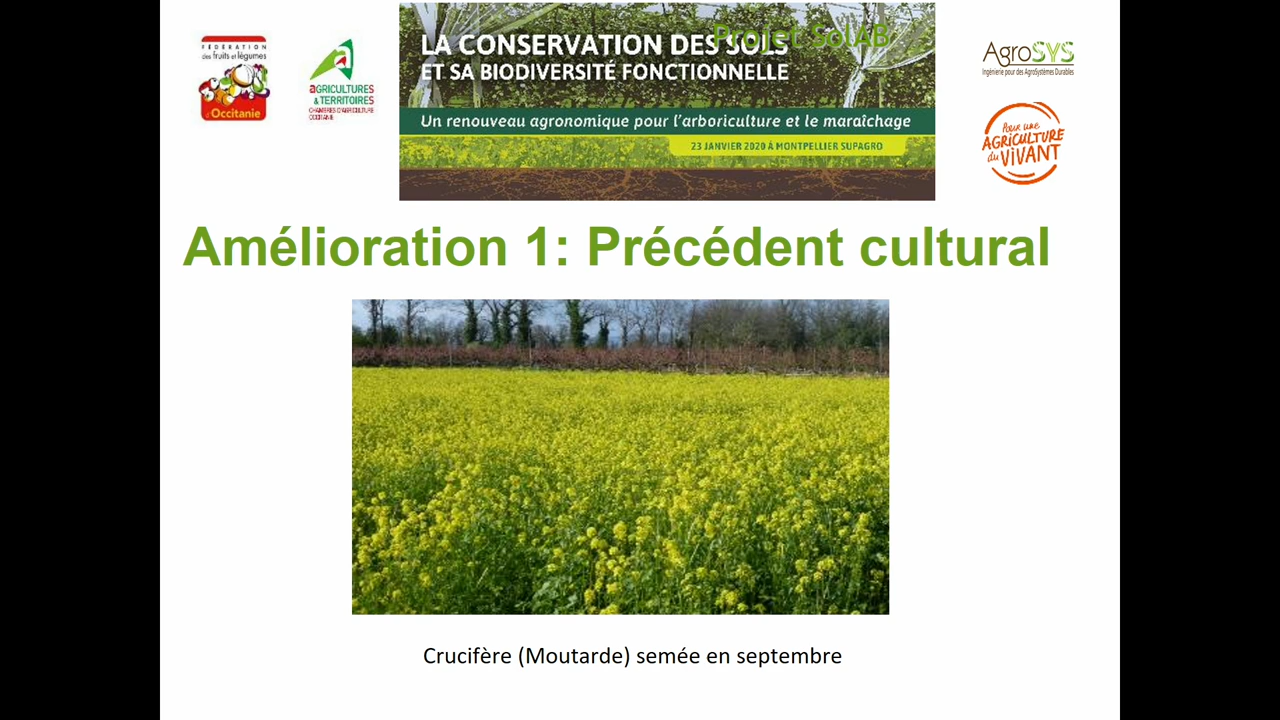 FÉDÉRATION
des fruits et légumes
d'Occitanie
AGRICULTURES
& TERRITOIRES
CHAMBRES D'AGRICULTURE
OCCITANIE
Projet SolAB
LA CONSERVATION DES SOLS
ET SA BIODIVERSITÉ FONCTIONNELLE
Un renouveau agronomique pour l'arboriculture et le maraîchage
23 JANVIER 2020 À MONTPELLIER SUPAGRO
AgroSYS
Ingénierie pour des AgroSystèmes Durables
Pour une
AGRICULTURE
du VIVANT
Amélioration 1: Précédent cultural
Crucifère (Moutarde) semée en septembre